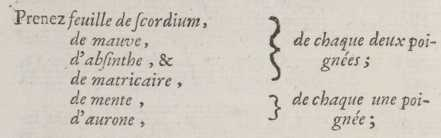 Prenez feuille de ſcordium,
de mauve,
d'abſinthe, &
de matricaire,
de chaque deux poi-
gnées;
de mente,
d'aurone,
de chaque une poi-
gnée;